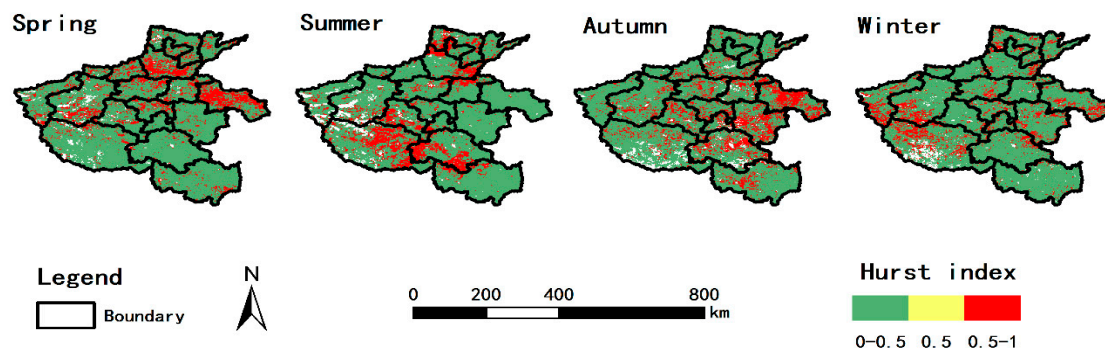 Spring
Summer
Autumn
Winter
Legend
Boundary
N
0 200 400 800
km
Hurst index
0-0.5 0.5 0.5-1